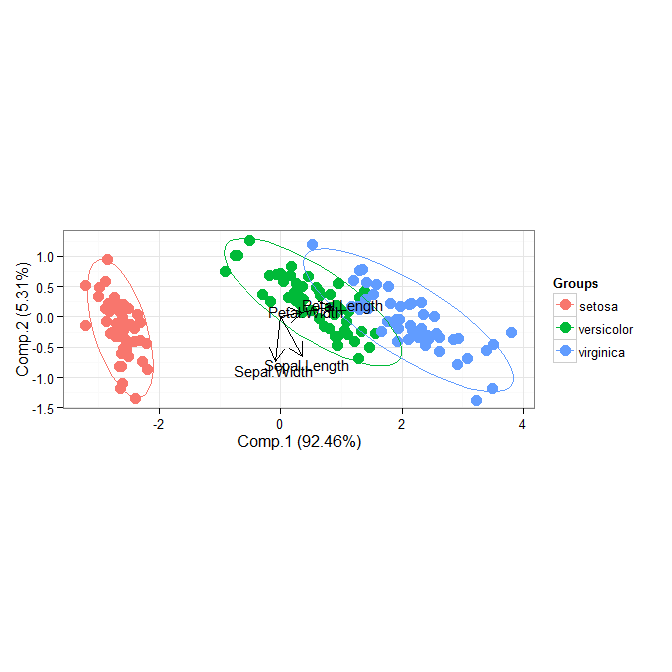 1.0
0.5
0.0
-0.5
-1.0
-1.5
Comp.2 (5.31%)
Petal.Length
Petal.Width
Sepal.Length
Sepal.Width
-2
0
2
4
Comp.1 (92.46%)
Groups
setosa
versicolor
virginica